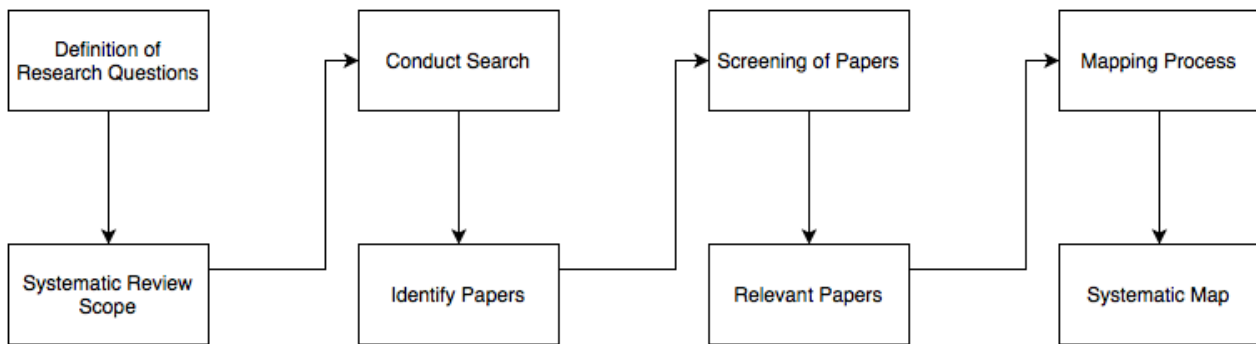 Definition of
Research Questions
Conduct Search
Screening of Papers
Mapping Process
Systematic Review
Scope
Identify Papers
Relevant Papers
Systematic Map